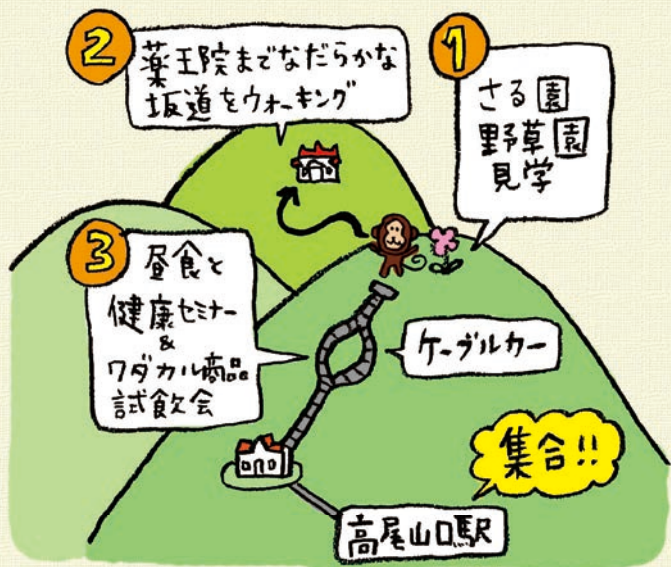 1
さる園
野草園
見学
2
薬王院までなだらかな
坂道をウォーキング
3
昼食と
健康セミナー
&
ワダカル商品
試飲会
ケーブルカー
集合!!
高尾山口駅